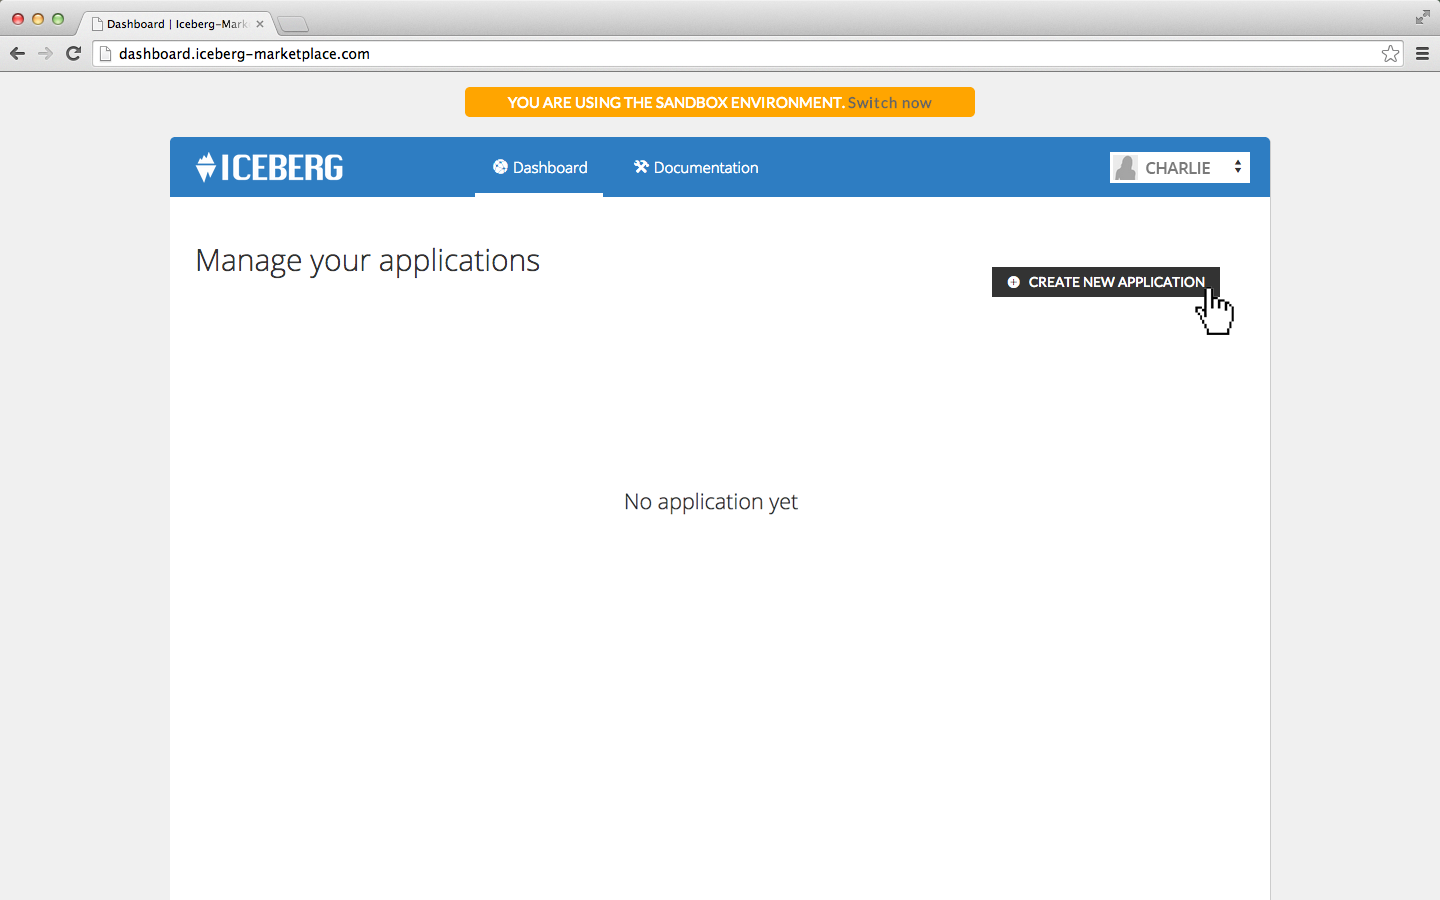 Dashboard | Iceberg-Mark
dashboard.iceberg-marketplace.com
YOU ARE USING THE SANDBOX ENVIRONMENT. Switch now
ICEBERG
Dashboard
Documentation
CHARLIE
Manage your applications
CREATE NEW APPLICATION
No application yet